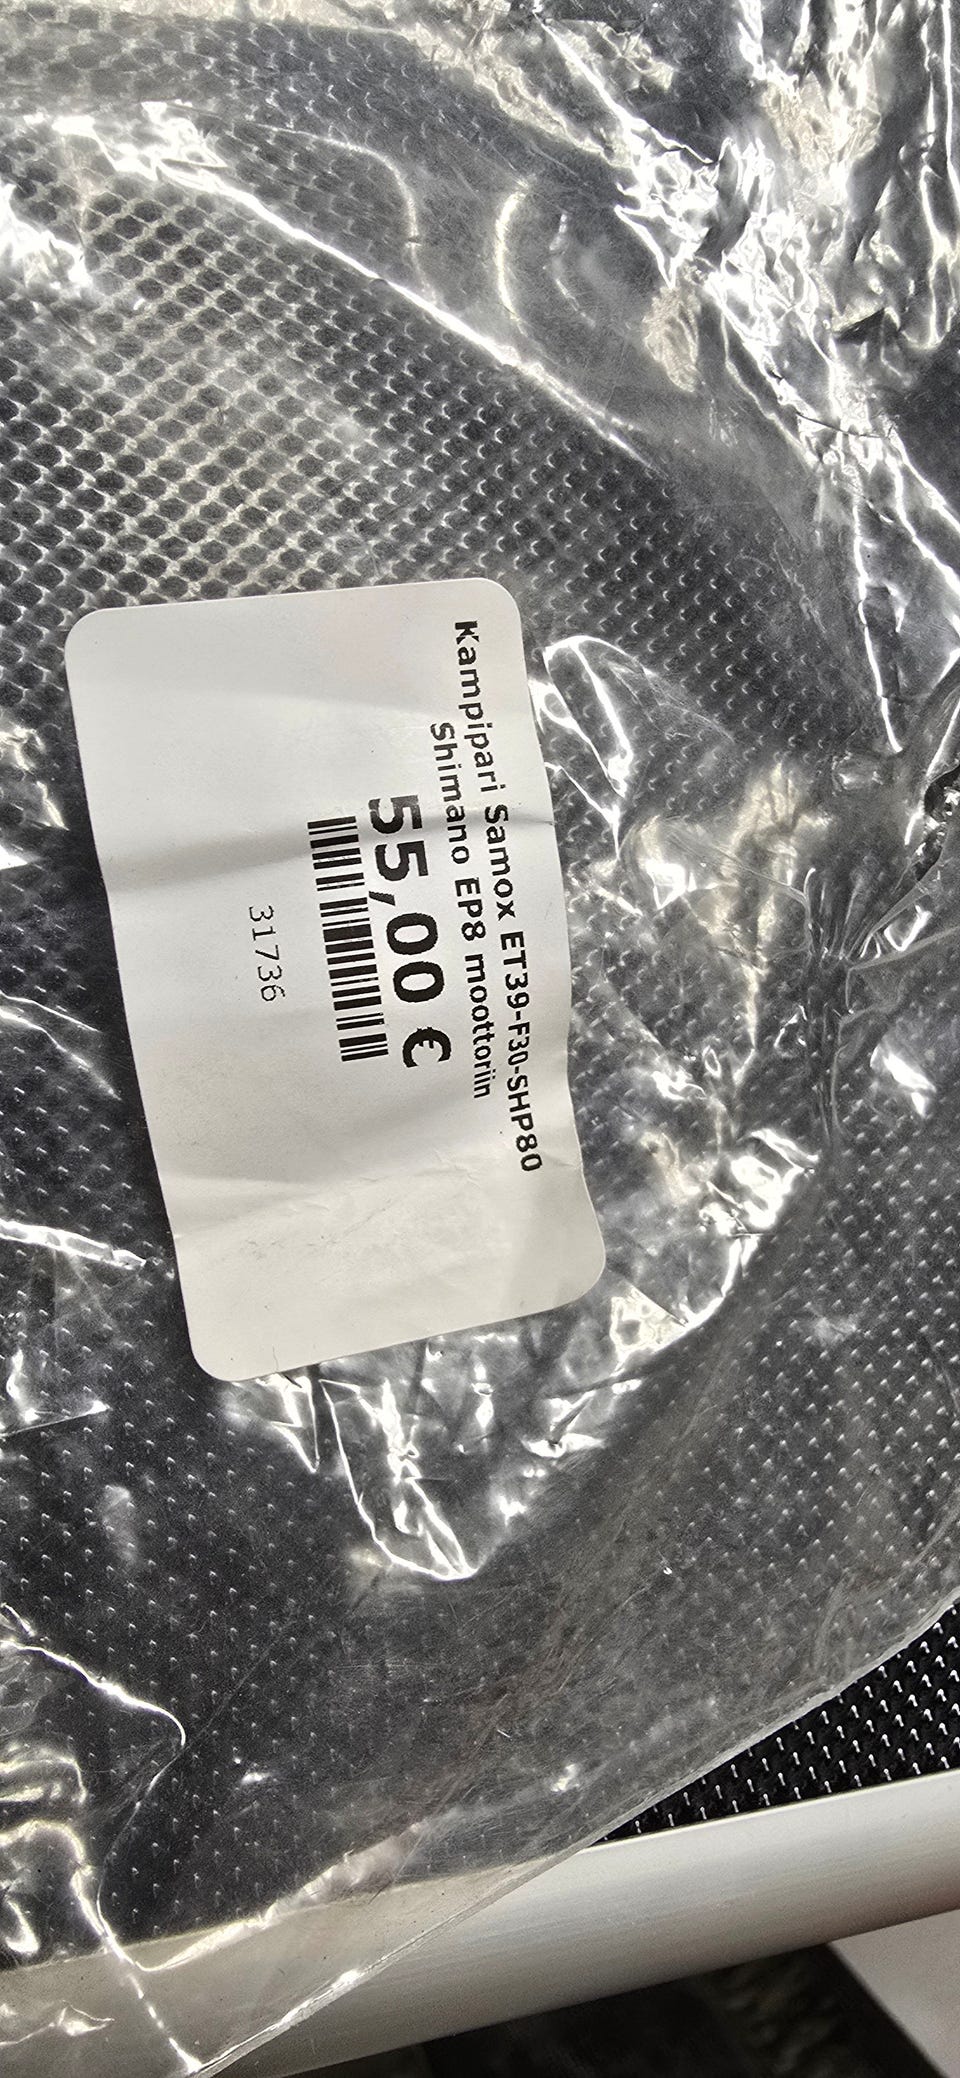 Kampipari Samox ET39-F30-SHP80
Shimano EP8 moottoriin
55,00 €
31736